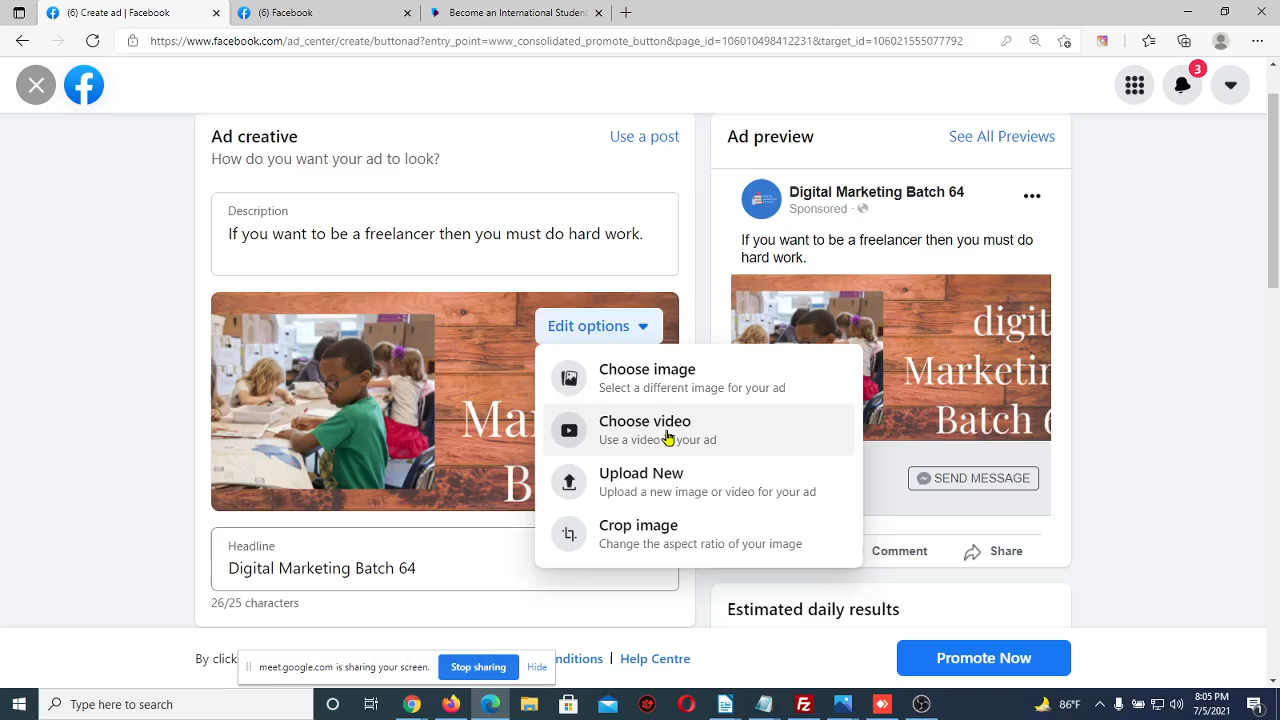 (6) Create ad | Facebook
(6) Facebook
Become an International Student
https://www.facebook.com/ad_center/create/buttonad?entry_point=www_consolidated_promote_button&page_id=106010498412231&target_id=106021555077792
3
Ad creative
Use a post
How do you want your ad to look?
Description
If you want to be a freelancer then you must do hard work.
Edit options
Mar
B
Choose image
Select a different image for your ad
Choose video
Use a video your ad
Upload New
Upload a new image or video for your ad
Crop image
Change the aspect ratio of your image
Headline
Digital Marketing Batch 64
26/25 characters
Ad preview
See All Previews
Digital Marketing Batch 64
Sponsored ·
If you want to be a freelancer then you must do
hard work.
digit
Marketin
Batch 6
SEND MESSAGE
Comment
Share
Estimated daily results
By click
nditions | Help Centre
Promote Now
meet.google.com is sharing your screen.
Stop sharing
Hide
Type here to search
86°F
8:05 PM
7/5/2021